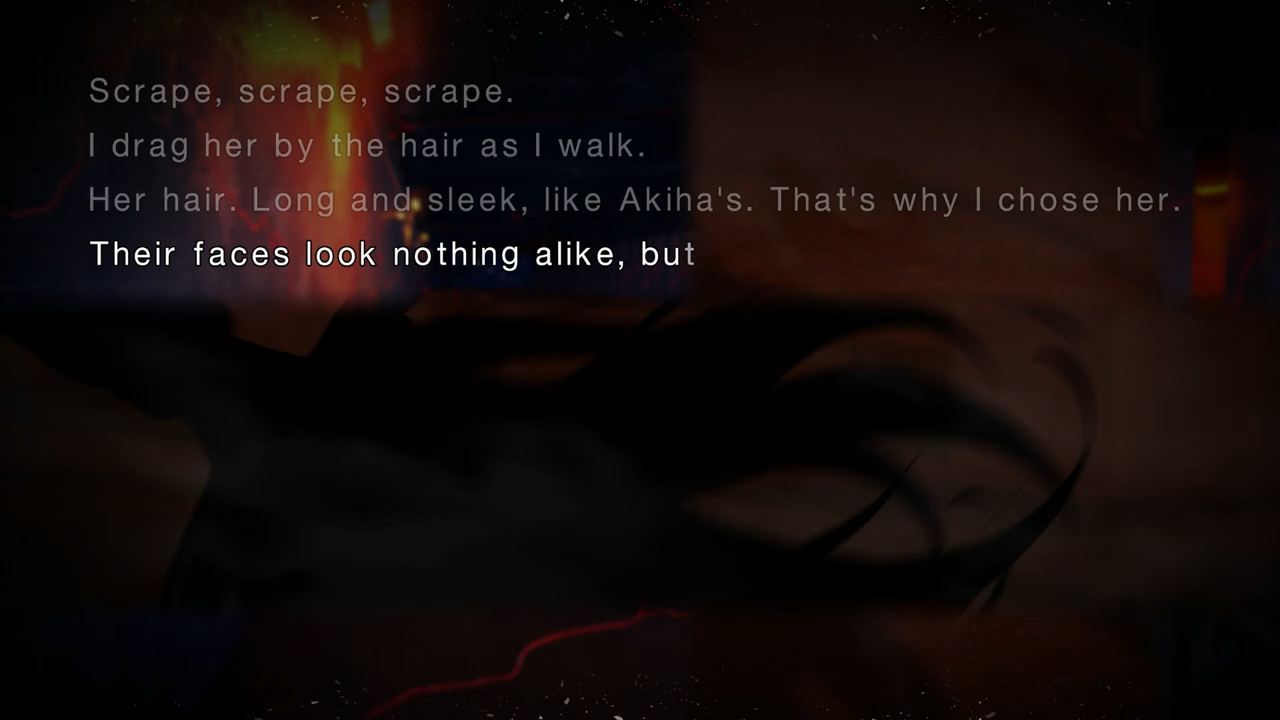 Scrape, scrape, scrape.
I drag her by the hair as I walk.
Her hair. Long and sleek, like Akiha's. That's why I chose her.
Their faces look nothing alike, but